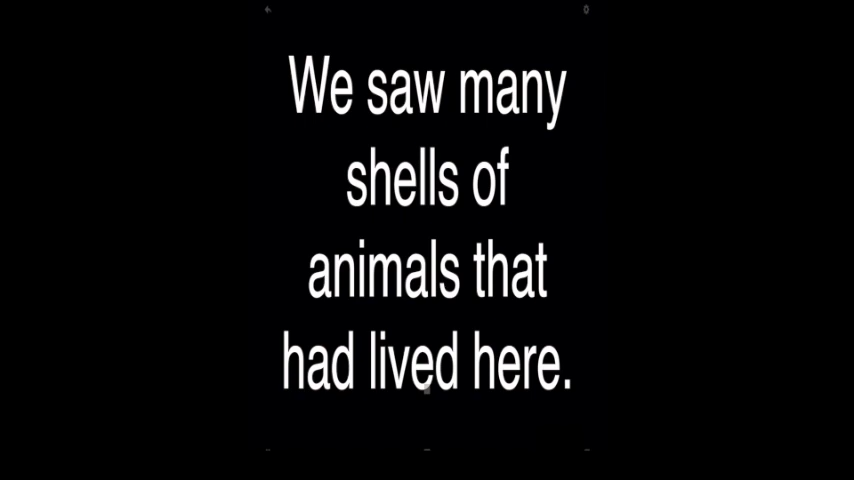 We saw many
shells of
animals that
had lived here.